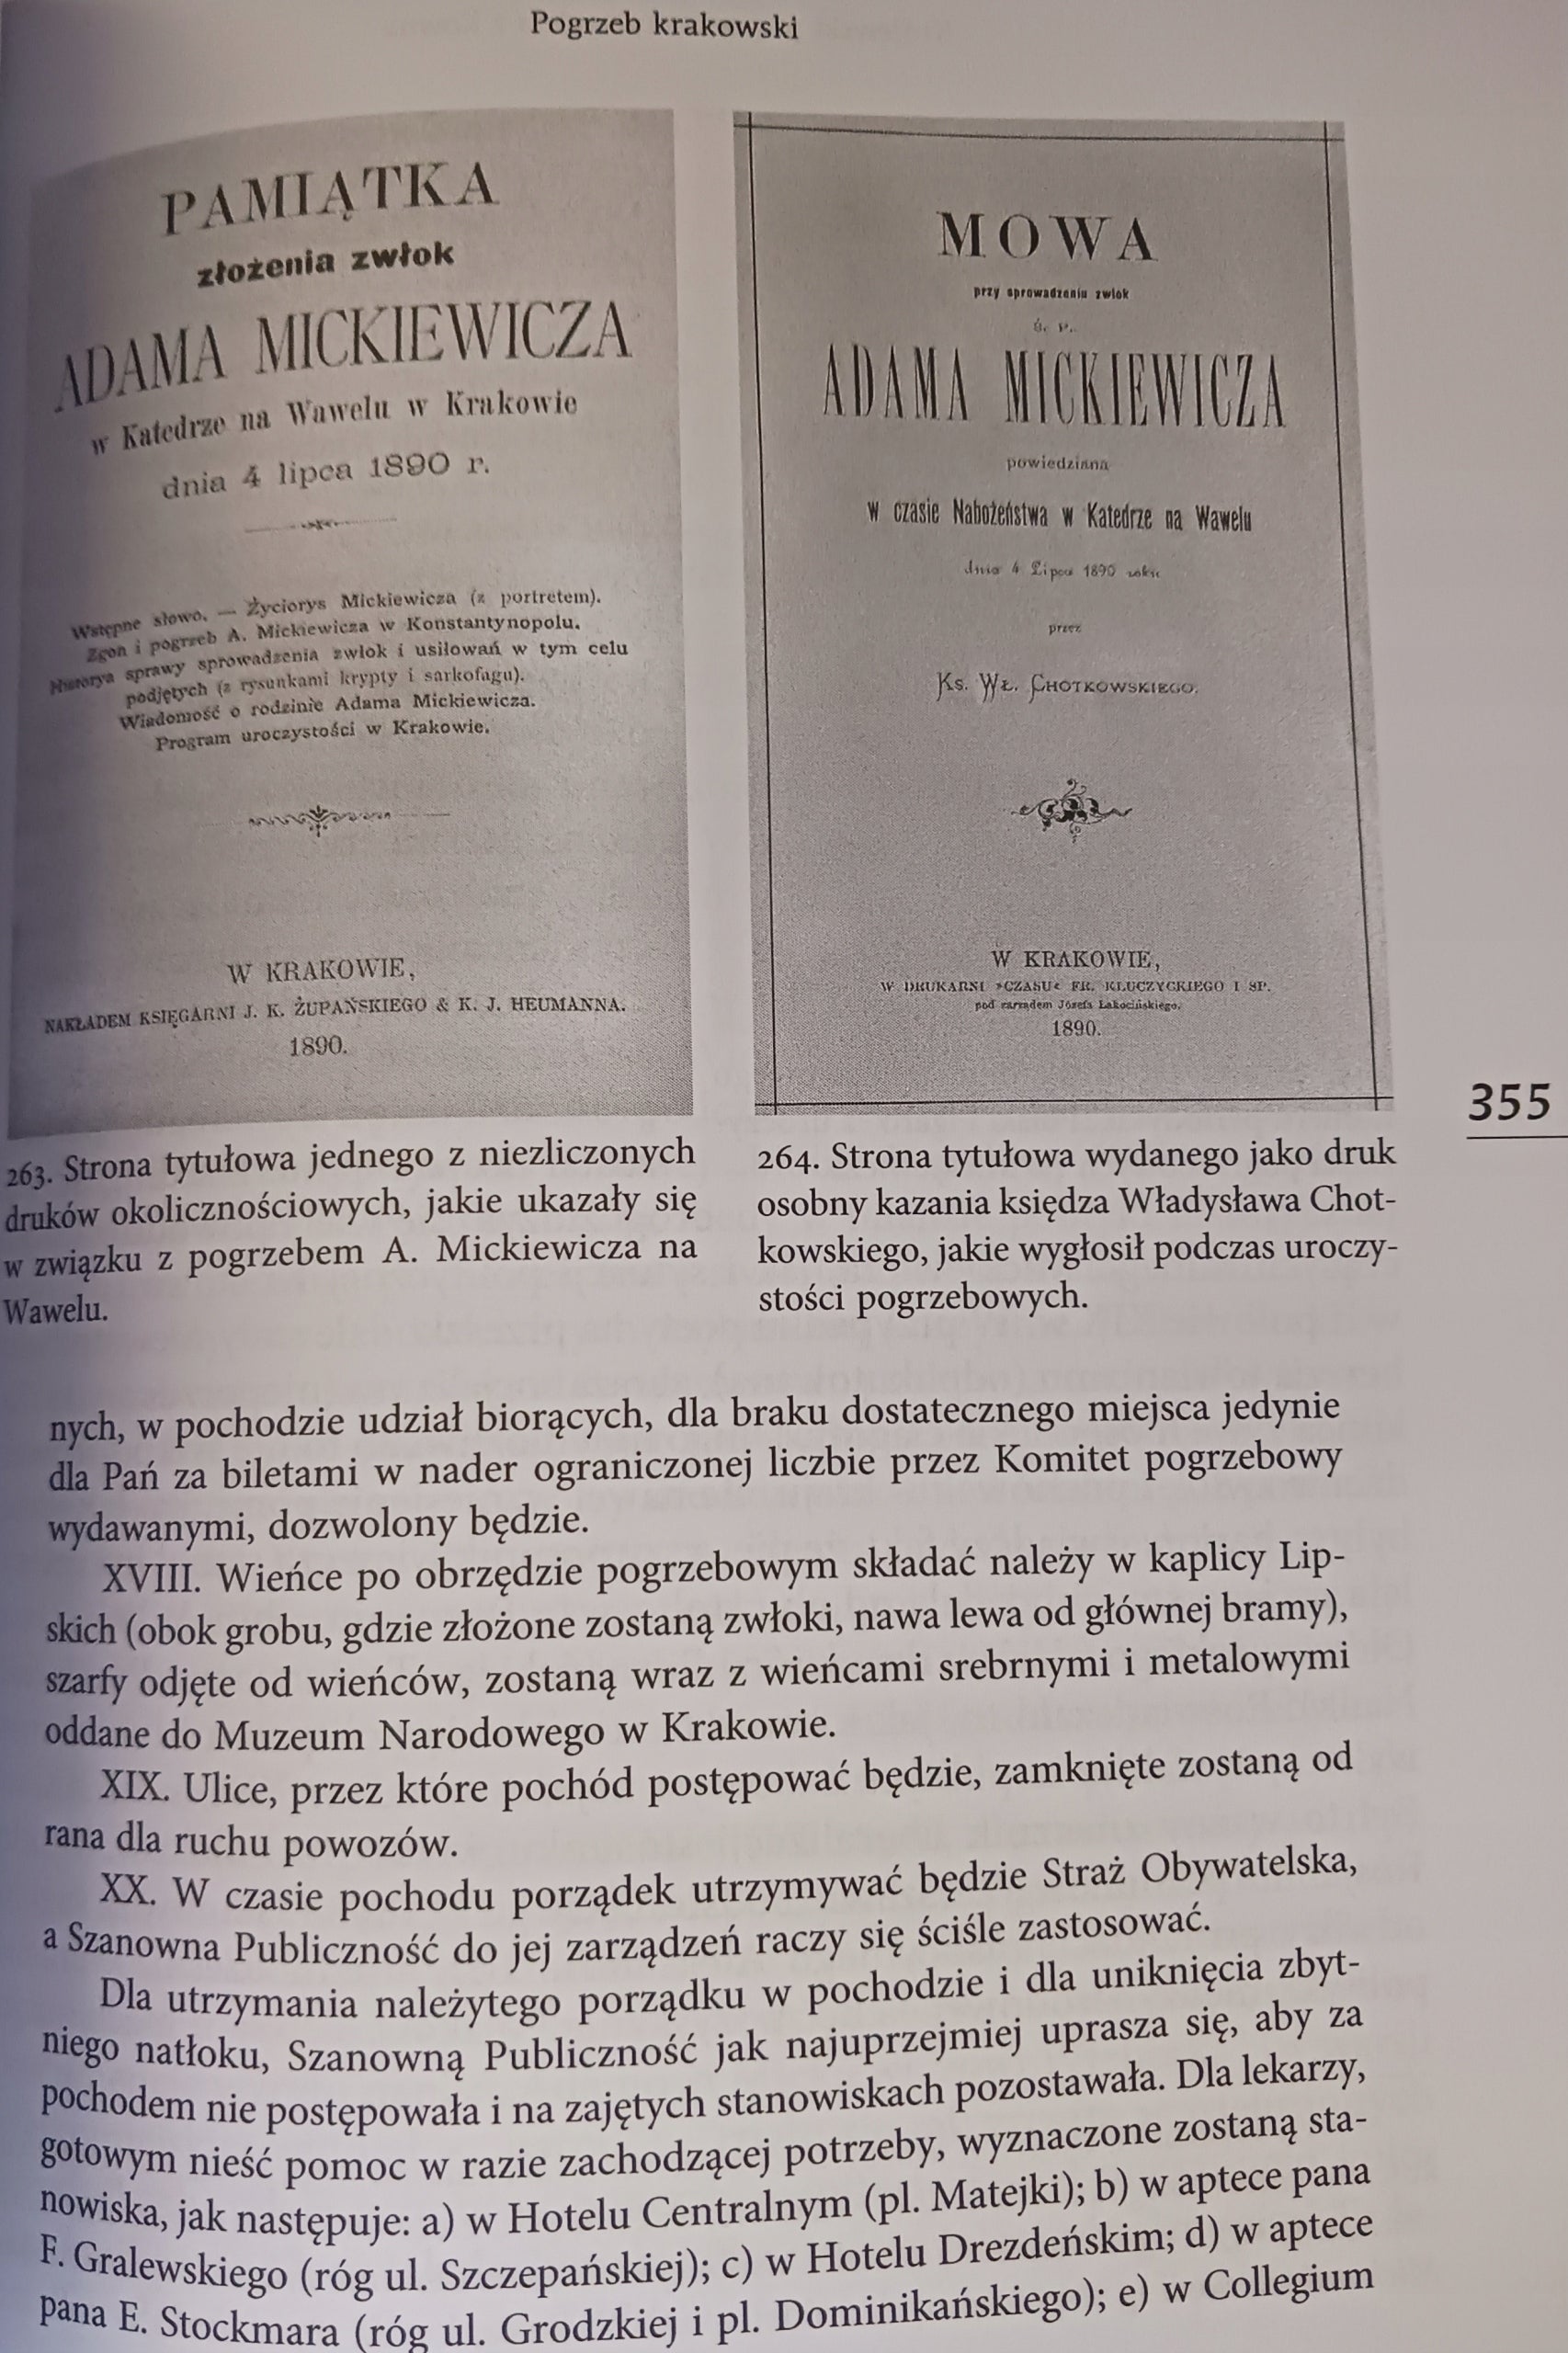 Pogrzeb krakowski
PAMIĄTKA
złożenia zwłok
ADAMA MICKIEWICZA
w Katedrze na Wawelu w Krakowie
dnia 4 lipca 1890 r.
Wstępne słowo. — Życiorys Mickiewicza (z portretem).
Zgon i pogrzeb A. Mickiewicza w Konstantynopolu.
Historya sprawy sprowadzenia zwłok i usiłowań w tym celu
podjętych (z rysunkami krypty i sarkofagu).
Wiadomość o rodzinie Adama Mickiewicza.
Program uroczystości w Krakowie.
W KRAKOWIE,
NAKŁADEM KSIĘGARNI J. K. ŻUPAŃSKIEGO & K. J. HEUMANNA.
1890.
263. Strona tytułowa jednego z niezliczonych
druków okolicznościowych, jakie ukazały się
w związku z pogrzebem A. Mickiewicza na
Wawelu.
MOWA
przy sprowadzeniu zwłok
ś. p.
ADAMA MICKIEWICZA
powiedziana
w czasie Nabożeństwa w Katedrze na Wawelu
dnia 4 Lipca 1890 roku
przez
Ks. Wł. Chotkowskiego.
W KRAKOWIE,
W DRUKARNI »CZASU« FR. KLUCZYCKIEGO I SP.
pod zarządem Józefa Łakocińskiego.
1890.
264. Strona tytułowa wydanego jako druk
osobny kazania księdza Władysława Chot-
kowskiego, jakie wygłosił podczas uroczy-
stości pogrzebowych.
355
nych, w pochodzie udział biorących, dla braku dostatecznego miejsca jedynie
dla Pań za biletami w nader ograniczonej liczbie przez Komitet pogrzebowy
wydawanymi, dozwolony będzie.
XVIII. Wieńce po obrzędzie pogrzebowym składać należy w kaplicy Lip-
skich (obok grobu, gdzie złożone zostaną zwłoki, nawa lewa od głównej bramy),
szarfy odjęte od wieńców, zostaną wraz z wieńcami srebrnymi i metalowymi
oddane do Muzeum Narodowego w Krakowie.
XIX. Ulice, przez które pochód postępować będzie, zamknięte zostaną od
rana dla ruchu powozów.
XX. W czasie pochodu porządek utrzymywać będzie Straż Obywatelska,
a Szanowna Publiczność do jej zarządzeń raczy się ściśle zastosować.
Dla utrzymania należytego porządku w pochodzie i dla uniknięcia zbyt-
niego natłoku, Szanowną Publiczność jak najuprzejmiej uprasza się, aby za
pochodem nie postępowała i na zajętych stanowiskach pozostawała. Dla lekarzy,
gotowym nieść pomoc w razie zachodzącej potrzeby, wyznaczone zostaną sta-
nowiska, jak następuje: a) w Hotelu Centralnym (pl. Matejki); b) w aptece pana
F. Gralewskiego (róg ul. Szczepańskiej); c) w Hotelu Drezdeńskim; d) w aptece
pana E. Stockmara (róg ul. Grodzkiej i pl. Dominikańskiego); e) w Collegium